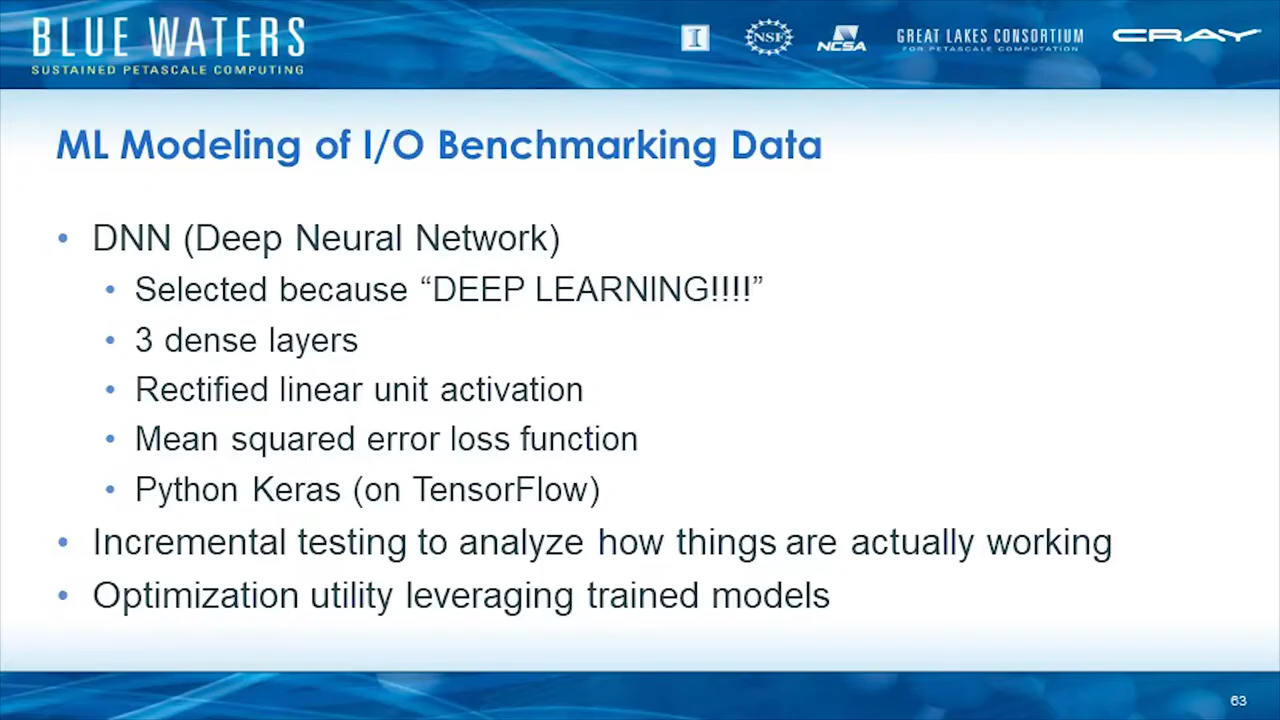 BLUE WATERS
SUSTAINED PETASCALE COMPUTING
I
NSF
NCSA
GREAT LAKES CONSORTIUM
FOR PETASCALE COMPUTATION
CRAY
ML Modeling of I/O Benchmarking Data
• DNN (Deep Neural Network)
• Selected because “DEEP LEARNING!!!!”
• 3 dense layers
• Rectified linear unit activation
• Mean squared error loss function
• Python Keras (on TensorFlow)
• Incremental testing to analyze how things are actually working
• Optimization utility leveraging trained models
63